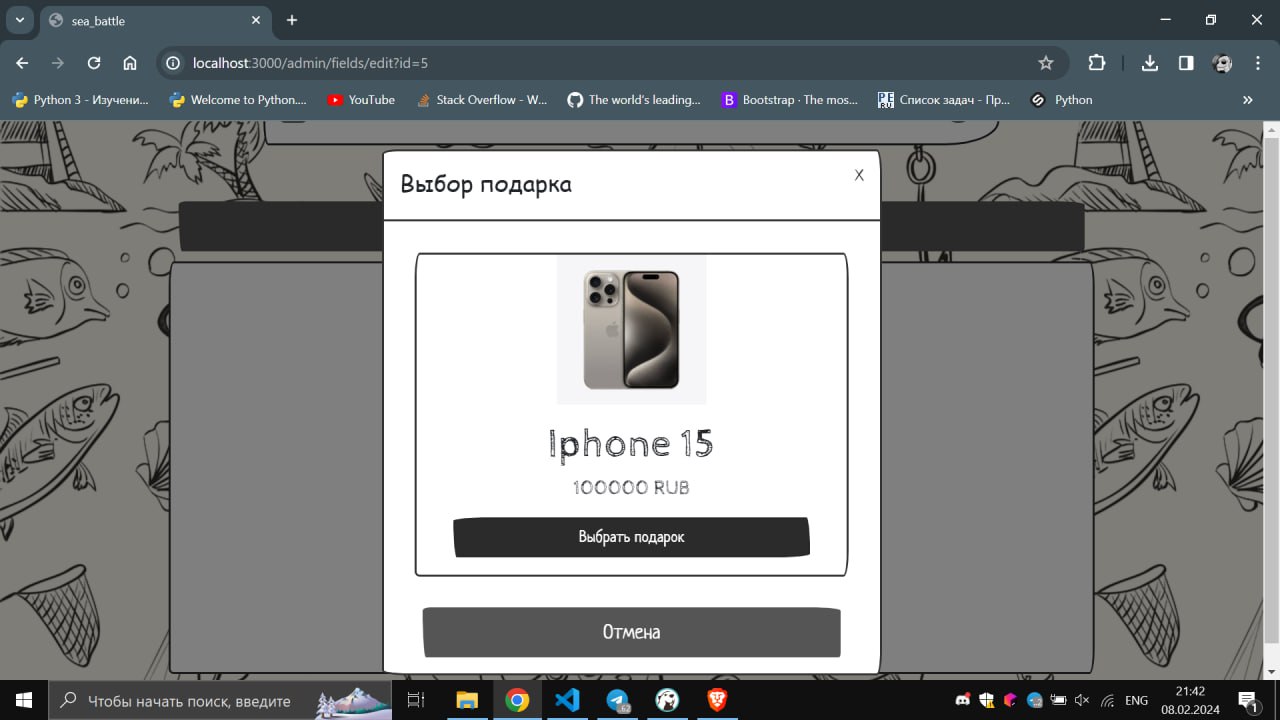 sea_battle
localhost:3000/admin/fields/edit?id=5
Python 3 - Изучени...
Welcome to Python....
YouTube
Stack Overflow - W...
The world's leading...
Bootstrap · The mos...
Список задач - Пр...
Python
Выбор подарка
X
Iphone 15
100000 RUB
Выбрать подарок
Отмена
Чтобы начать поиск, введите
62
ENG
21:42
08.02.2024
1